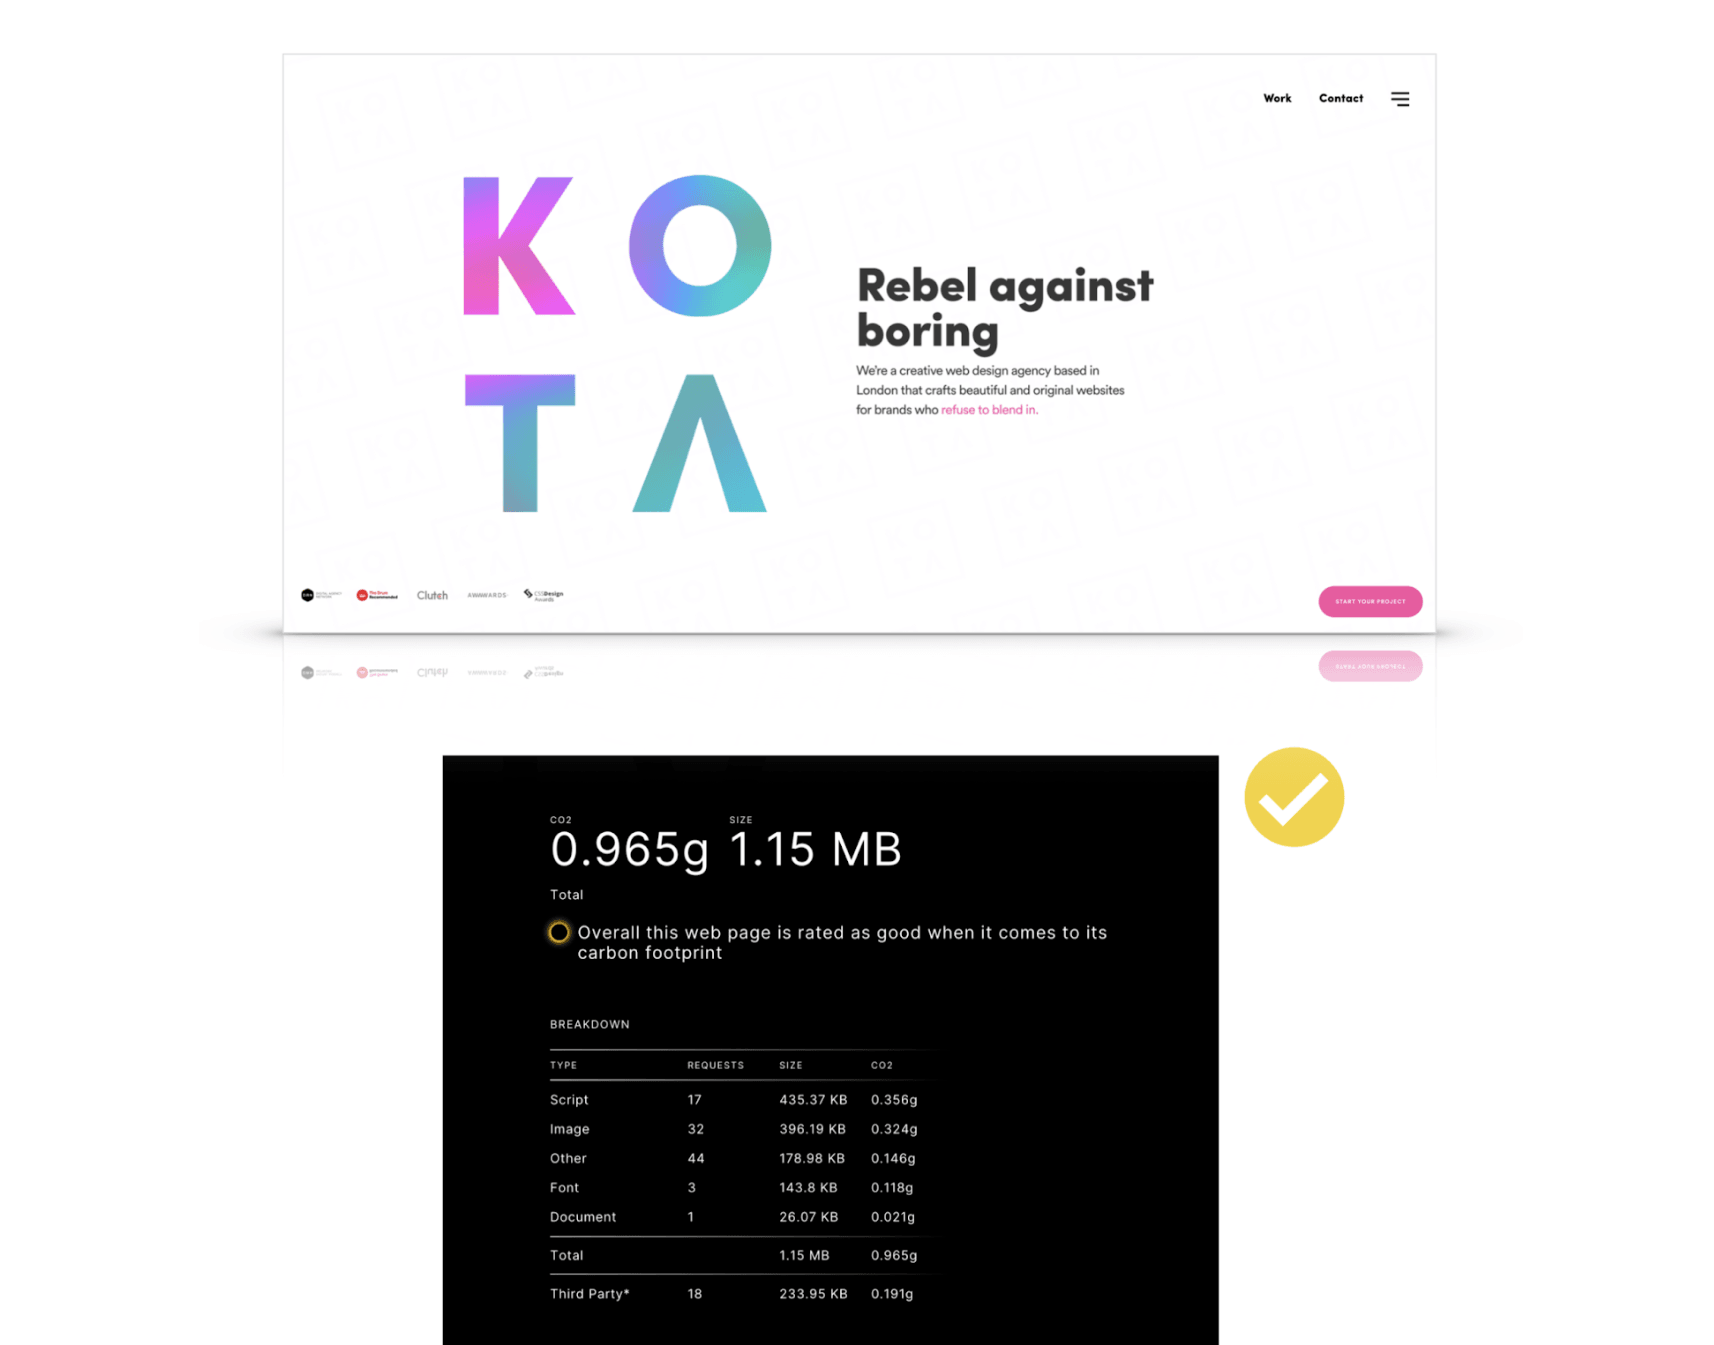 Work Contact
K O
T A
Rebel against
boring
We're a creative web design agency based in
London that crafts beautiful and original websites
for brands who refuse to blend in.
The Drum
Recommended
Clutch
AWWWARDS.
CSSDesign
Awards
START YOUR PROJECT
CO2 SIZE
0.965g 1.15 MB
Total
Overall this web page is rated as good when it comes to its
carbon footprint
BREAKDOWN
TYPE REQUESTS SIZE CO2
Script 17 435.37 KB 0.356g
Image 32 396.19 KB 0.324g
Other 44 178.98 KB 0.146g
Font 3 143.8 KB 0.118g
Document 1 26.07 KB 0.021g
Total 1.15 MB 0.965g
Third Party* 18 233.95 KB 0.191g